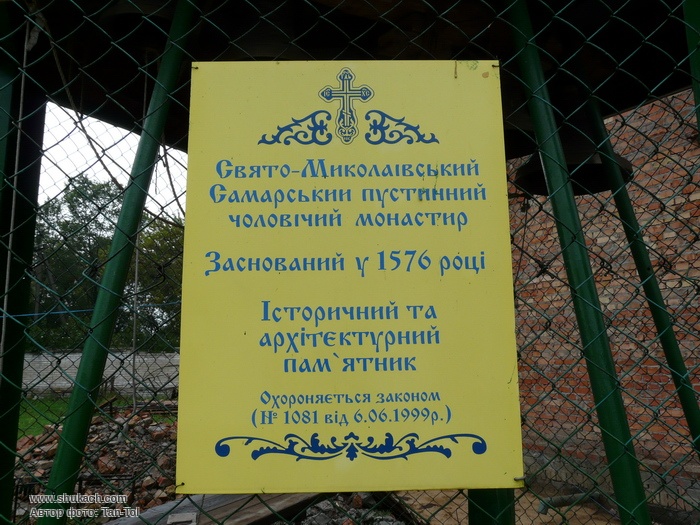 Свято-Миколаівський
Самарський пустинний
чоловічий монастир
Заснований у 1576 році
Історичний та
архітектурний
пам`ятник
Охороняється законом
(№ 1081 від 6.06.1999р.)
www.shukach.com
Автор фото: Tan-Tol